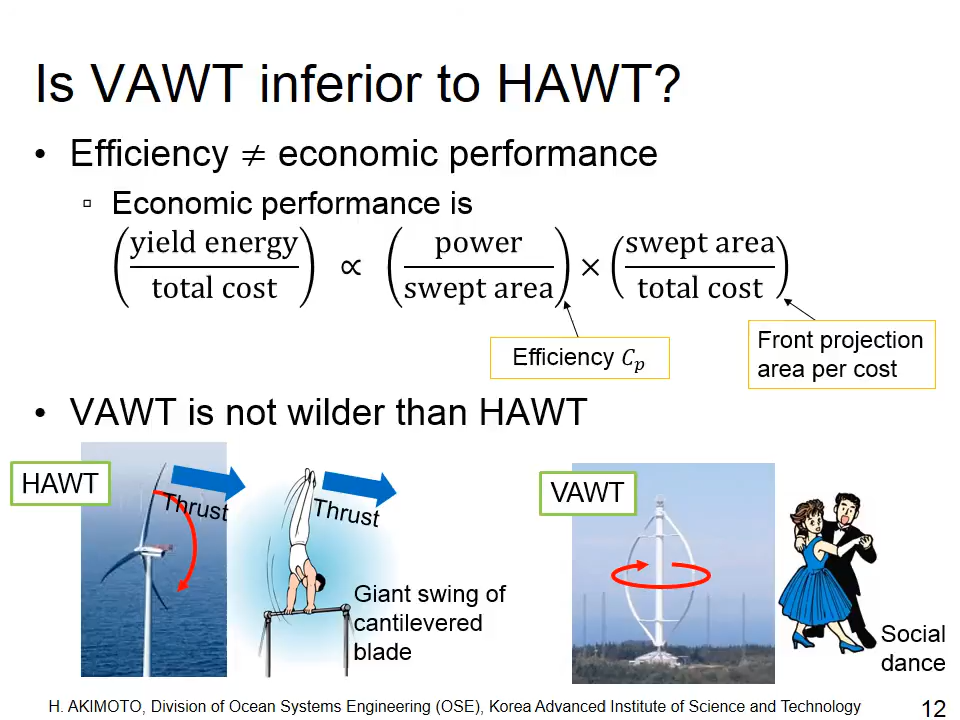 Is VAWT inferior to HAWT?
• Efficiency ≠ economic performance
▫ Economic performance is
(yield energy / total cost) ∝ (power / swept area) × (swept area / total cost)
Efficiency Cp
Front projection
area per cost
• VAWT is not wilder than HAWT
HAWT
Thrust
Thrust
Giant swing of
cantilevered
blade
VAWT
Social
dance
H. AKIMOTO, Division of Ocean Systems Engineering (OSE), Korea Advanced Institute of Science and Technology
12